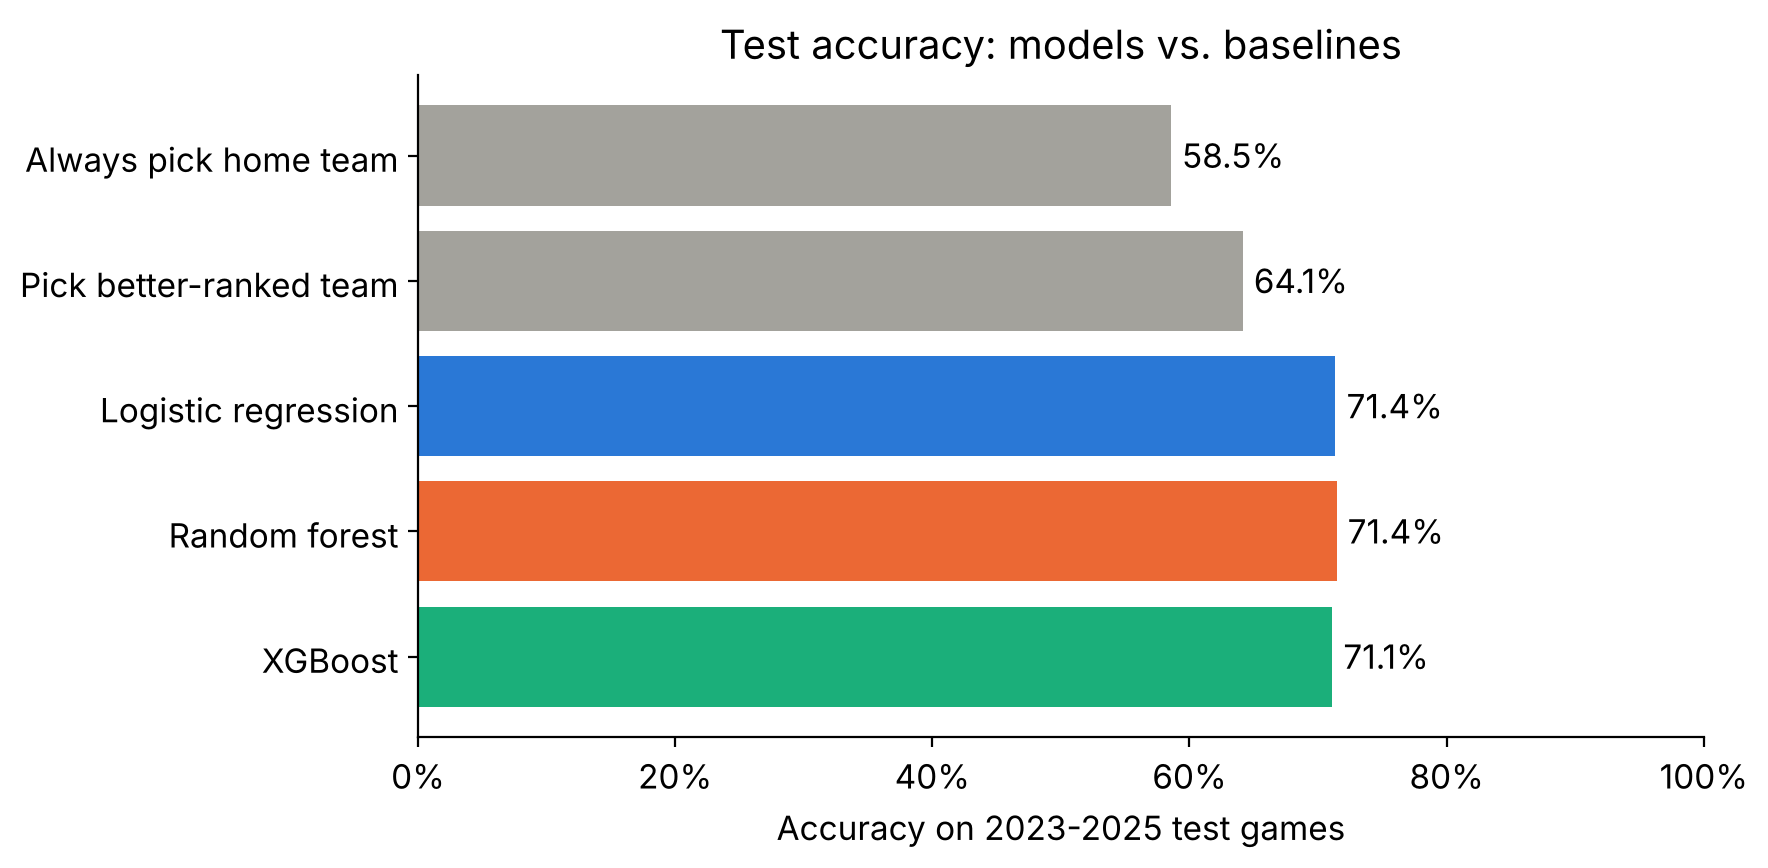 Test accuracy: models vs. baselines
Always pick home team
58.5%
Pick better-ranked team
64.1%
Logistic regression
71.4%
Random forest
71.4%
XGBoost
71.1%
0% 20% 40% 60% 80% 100%
Accuracy on 2023-2025 test games